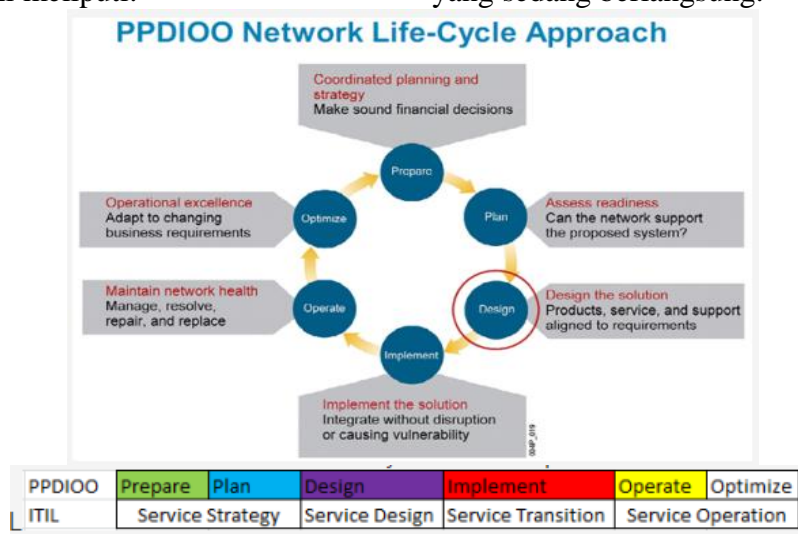 yang sedang berlangsung.
PPDIOO Network Life-Cycle Approach
Coordinated planning and
strategy
Make sound financial decisions
Prepare
Operational excellence
Adapt to changing
business requirements
Optimize
Plan
Assess readiness
Can the network support
the proposed system?
Maintain network health
Manage, resolve,
repair, and replace
Operate
Design
Design the solution
Products, service, and support
aligned to requirements
Implement
Implement the solution
Integrate without disruption
or causing vulnerability
PPDIOO Prepare Plan Design Implement Operate Optimize
ITIL Service Strategy Service Design Service Transition Service Operation